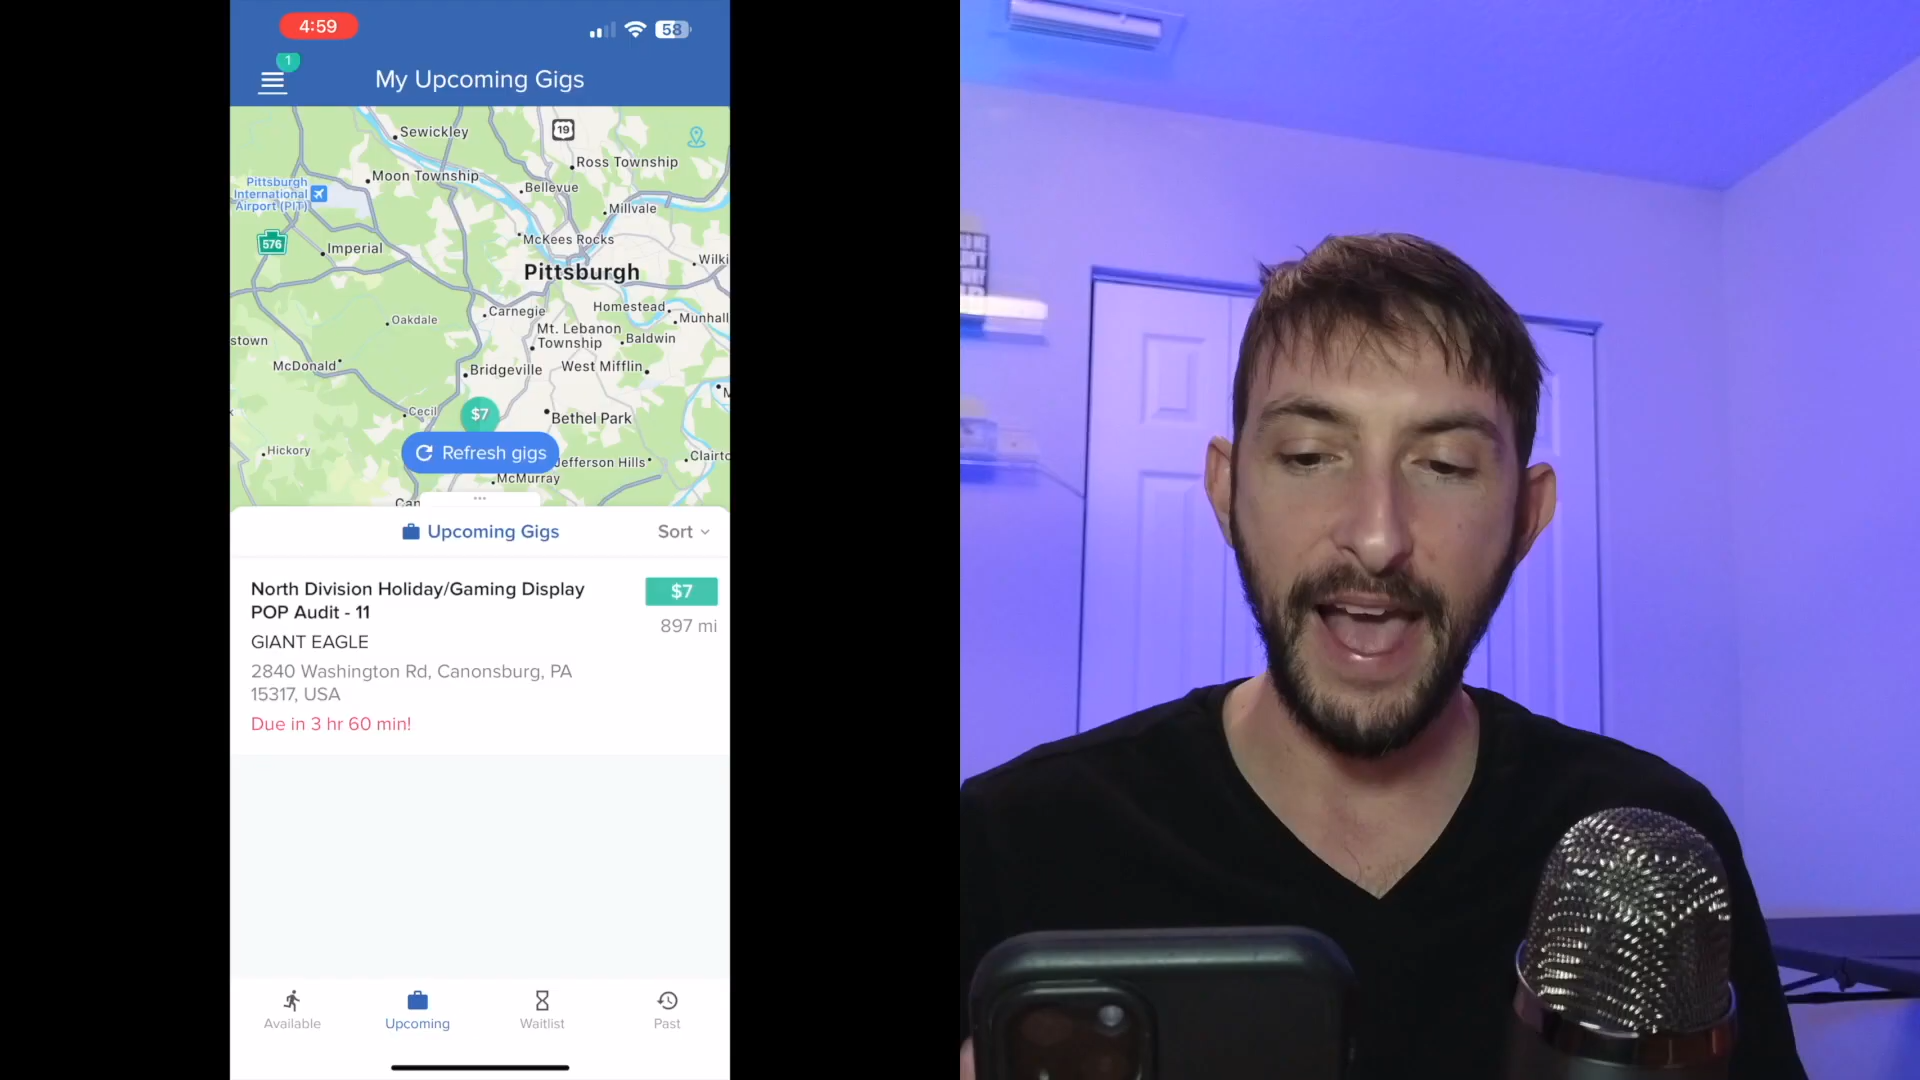 4:59
58
1
My Upcoming Gigs
Sewickley
19
Ross Township
Moon Township
Pittsburgh
International
Airport (PIT)
Bellevue
Millvale
McKees Rocks
576
Imperial
Pittsburgh
Wilki
Homestead
Carnegie
Munhall
Oakdale
Mt. Lebanon
Township
Baldwin
stown
McDonald
Bridgeville
West Mifflin
Cecil
$7
Bethel Park
Hickory
Refresh gigs
Jefferson Hills
Clairto
McMurray
Can
Upcoming Gigs
Sort
North Division Holiday/Gaming Display
POP Audit - 11
$7
897 mi
GIANT EAGLE
2840 Washington Rd, Canonsburg, PA
15317, USA
Due in 3 hr 60 min!
Available
Upcoming
Waitlist
Past